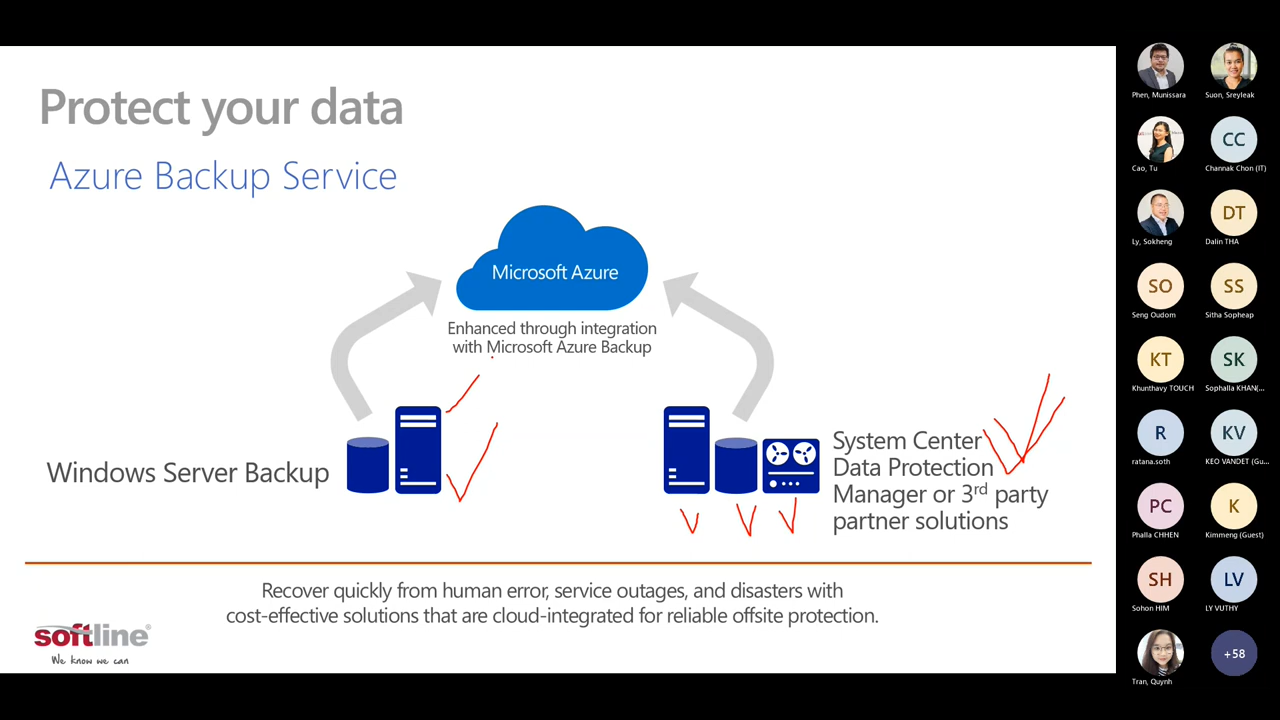 Protect your data
Azure Backup Service
Microsoft Azure
Enhanced through integration
with Microsoft Azure Backup
Windows Server Backup
System Center
Data Protection
Manager or 3rd party
partner solutions
Recover quickly from human error, service outages, and disasters with
cost-effective solutions that are cloud-integrated for reliable offsite protection.
softline®
We know we can
Phen, Munissara
Suon, Sreyleak
Cao, Tu
CC
Channak Chon (IT)
Ly, Sokheng
DT
Dalin THA
SO
Seng Oudom
SS
Sitha Sopheap
KT
Khunthavy TOUCH
SK
Sophalla KHAN(...
R
ratana.soth
KV
KEO VANDET (Gu...
PC
Phalla CHHEN
K
Kimmeng (Guest)
SH
Sohon HIM
LV
LY VUTHY
Tran, Quynh
+58